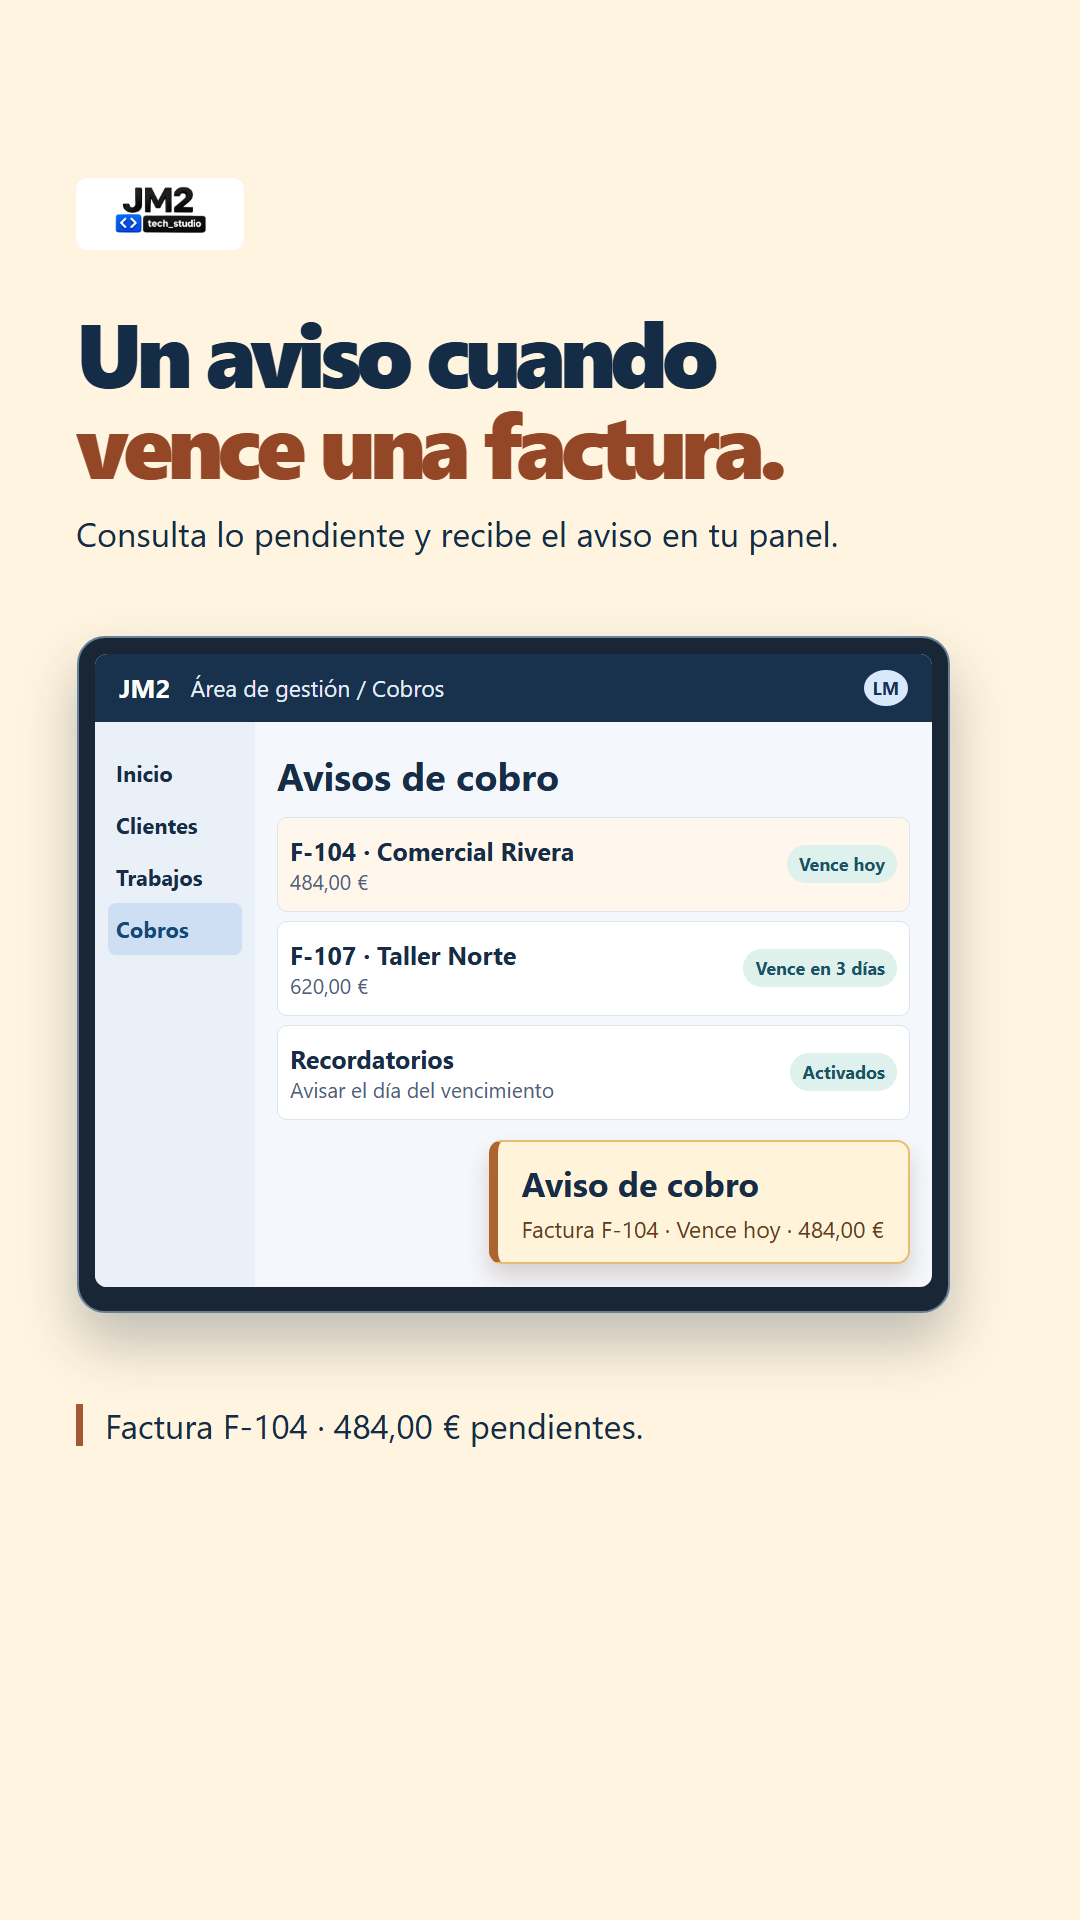 JM2
<> tech_studio
Un aviso cuando
vence una factura.
Consulta lo pendiente y recibe el aviso en tu panel.
JM2 Área de gestión / Cobros LM
Inicio
Clientes
Trabajos
Cobros
Avisos de cobro
F-104 · Comercial Rivera
484,00 €
Vence hoy
F-107 · Taller Norte
620,00 €
Vence en 3 días
Recordatorios
Avisar el día del vencimiento
Activados
Aviso de cobro
Factura F-104 · Vence hoy · 484,00 €
Factura F-104 · 484,00 € pendientes.